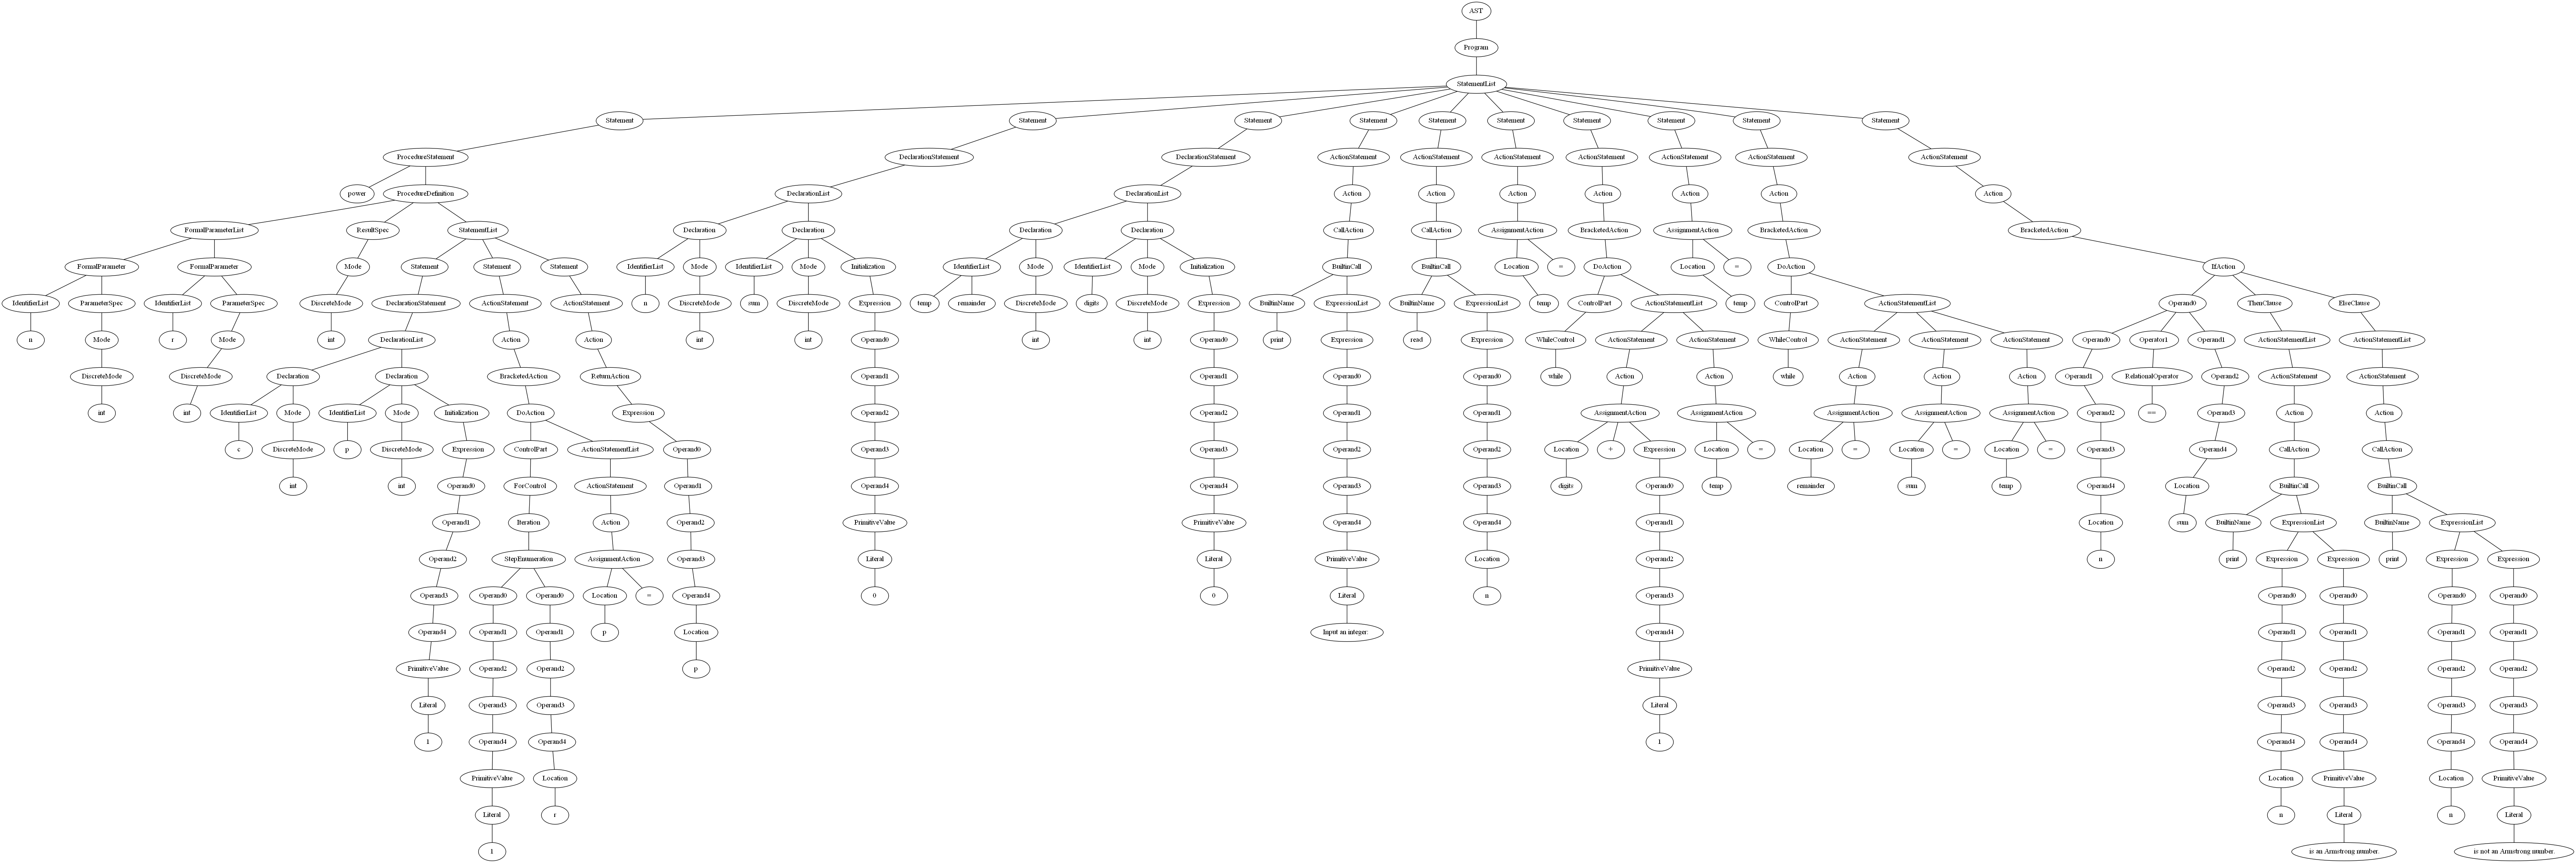 AST
Program
StatementList
Statement Statement Statement Statement Statement Statement Statement Statement Statement Statement
ProcedureStatement DeclarationStatement DeclarationStatement ActionStatement ActionStatement ActionStatement ActionStatement ActionStatement ActionStatement ActionStatement
power ProcedureDefinition DeclarationList DeclarationList Action Action Action Action Action Action Action
FormalParameterList ResultSpec StatementList Declaration Declaration Declaration Declaration CallAction CallAction AssignmentAction BracketedAction AssignmentAction BracketedAction BracketedAction
FormalParameter FormalParameter Mode Statement Statement Statement IdentifierList Mode IdentifierList Mode Initialization IdentifierList Mode IdentifierList Mode Initialization BuiltinCall BuiltinCall Location = DoAction Location = DoAction IfAction
IdentifierList ParameterSpec IdentifierList ParameterSpec DiscreteMode DeclarationStatement ActionStatement ActionStatement n DiscreteMode sum DiscreteMode Expression temp remainder DiscreteMode digits DiscreteMode Expression BuiltinName ExpressionList BuiltinName ExpressionList temp ControlPart ActionStatementList temp ControlPart ActionStatementList Operand0 ThenClause ElseClause
n Mode r Mode int DeclarationList Action Action int int Operand0 int int Operand0 print Expression read Expression WhileControl ActionStatement ActionStatement WhileControl ActionStatement ActionStatement ActionStatement Operand0 Operator1 Operand1 ActionStatementList ActionStatementList
DiscreteMode DiscreteMode Declaration Declaration BracketedAction ReturnAction Operand1 Operand1 Operand0 Operand0 while Action Action while Action Action Action Operand1 RelationalOperator Operand2 ActionStatement ActionStatement
int int IdentifierList Mode IdentifierList Mode Initialization DoAction Expression Operand2 Operand2 Operand1 Operand1 AssignmentAction AssignmentAction AssignmentAction AssignmentAction AssignmentAction Operand2 == Operand3 Action Action
c DiscreteMode p DiscreteMode Expression ControlPart ActionStatementList Operand0 Operand3 Operand3 Operand2 Operand2 Location + Expression Location = Location = Location = Location = Operand3 Operand4 CallAction CallAction
int int Operand0 ForControl ActionStatement Operand1 Operand4 Operand4 Operand3 Operand3 digits Operand0 temp remainder sum temp Operand4 Location BuiltinCall BuiltinCall
Operand1 Iteration Action Operand2 PrimitiveValue PrimitiveValue Operand4 Operand4 Operand1 Location sum BuiltinName ExpressionList BuiltinName ExpressionList
Operand2 StepEnumeration AssignmentAction Operand3 Literal Literal PrimitiveValue Location Operand2 n print Expression Expression print Expression Expression
Operand3 Operand0 Operand0 Location = Operand4 0 0 Literal n Operand3 Operand0 Operand0 Operand0 Operand0
Operand4 Operand1 Operand1 p Location Input an integer: Operand4 Operand1 Operand1 Operand1 Operand1
PrimitiveValue Operand2 Operand2 p PrimitiveValue Operand2 Operand2 Operand2 Operand2
Literal Operand3 Operand3 Literal Operand3 Operand3 Operand3 Operand3
1 Operand4 Operand4 1 Operand4 Operand4 Operand4 Operand4
PrimitiveValue Location Location PrimitiveValue Location PrimitiveValue
Literal r n Literal n Literal
1 is an Armstrong number. is not an Armstrong number.